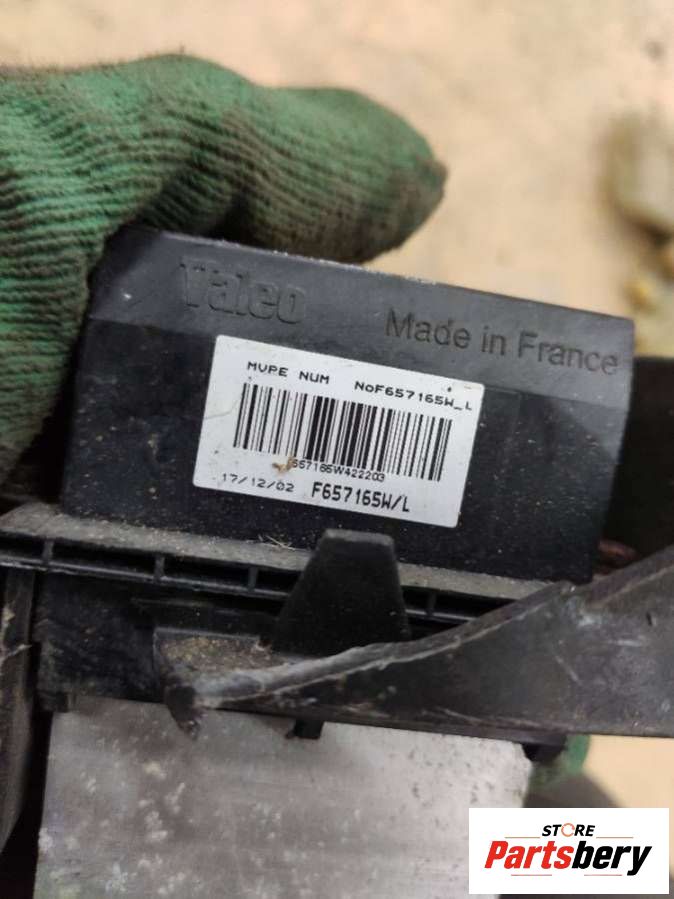 Valeo Made in France
MVPE NUM NoF657165W_L
F657165W422203
17/12/02 F657165W/L
STORE
Partsbery